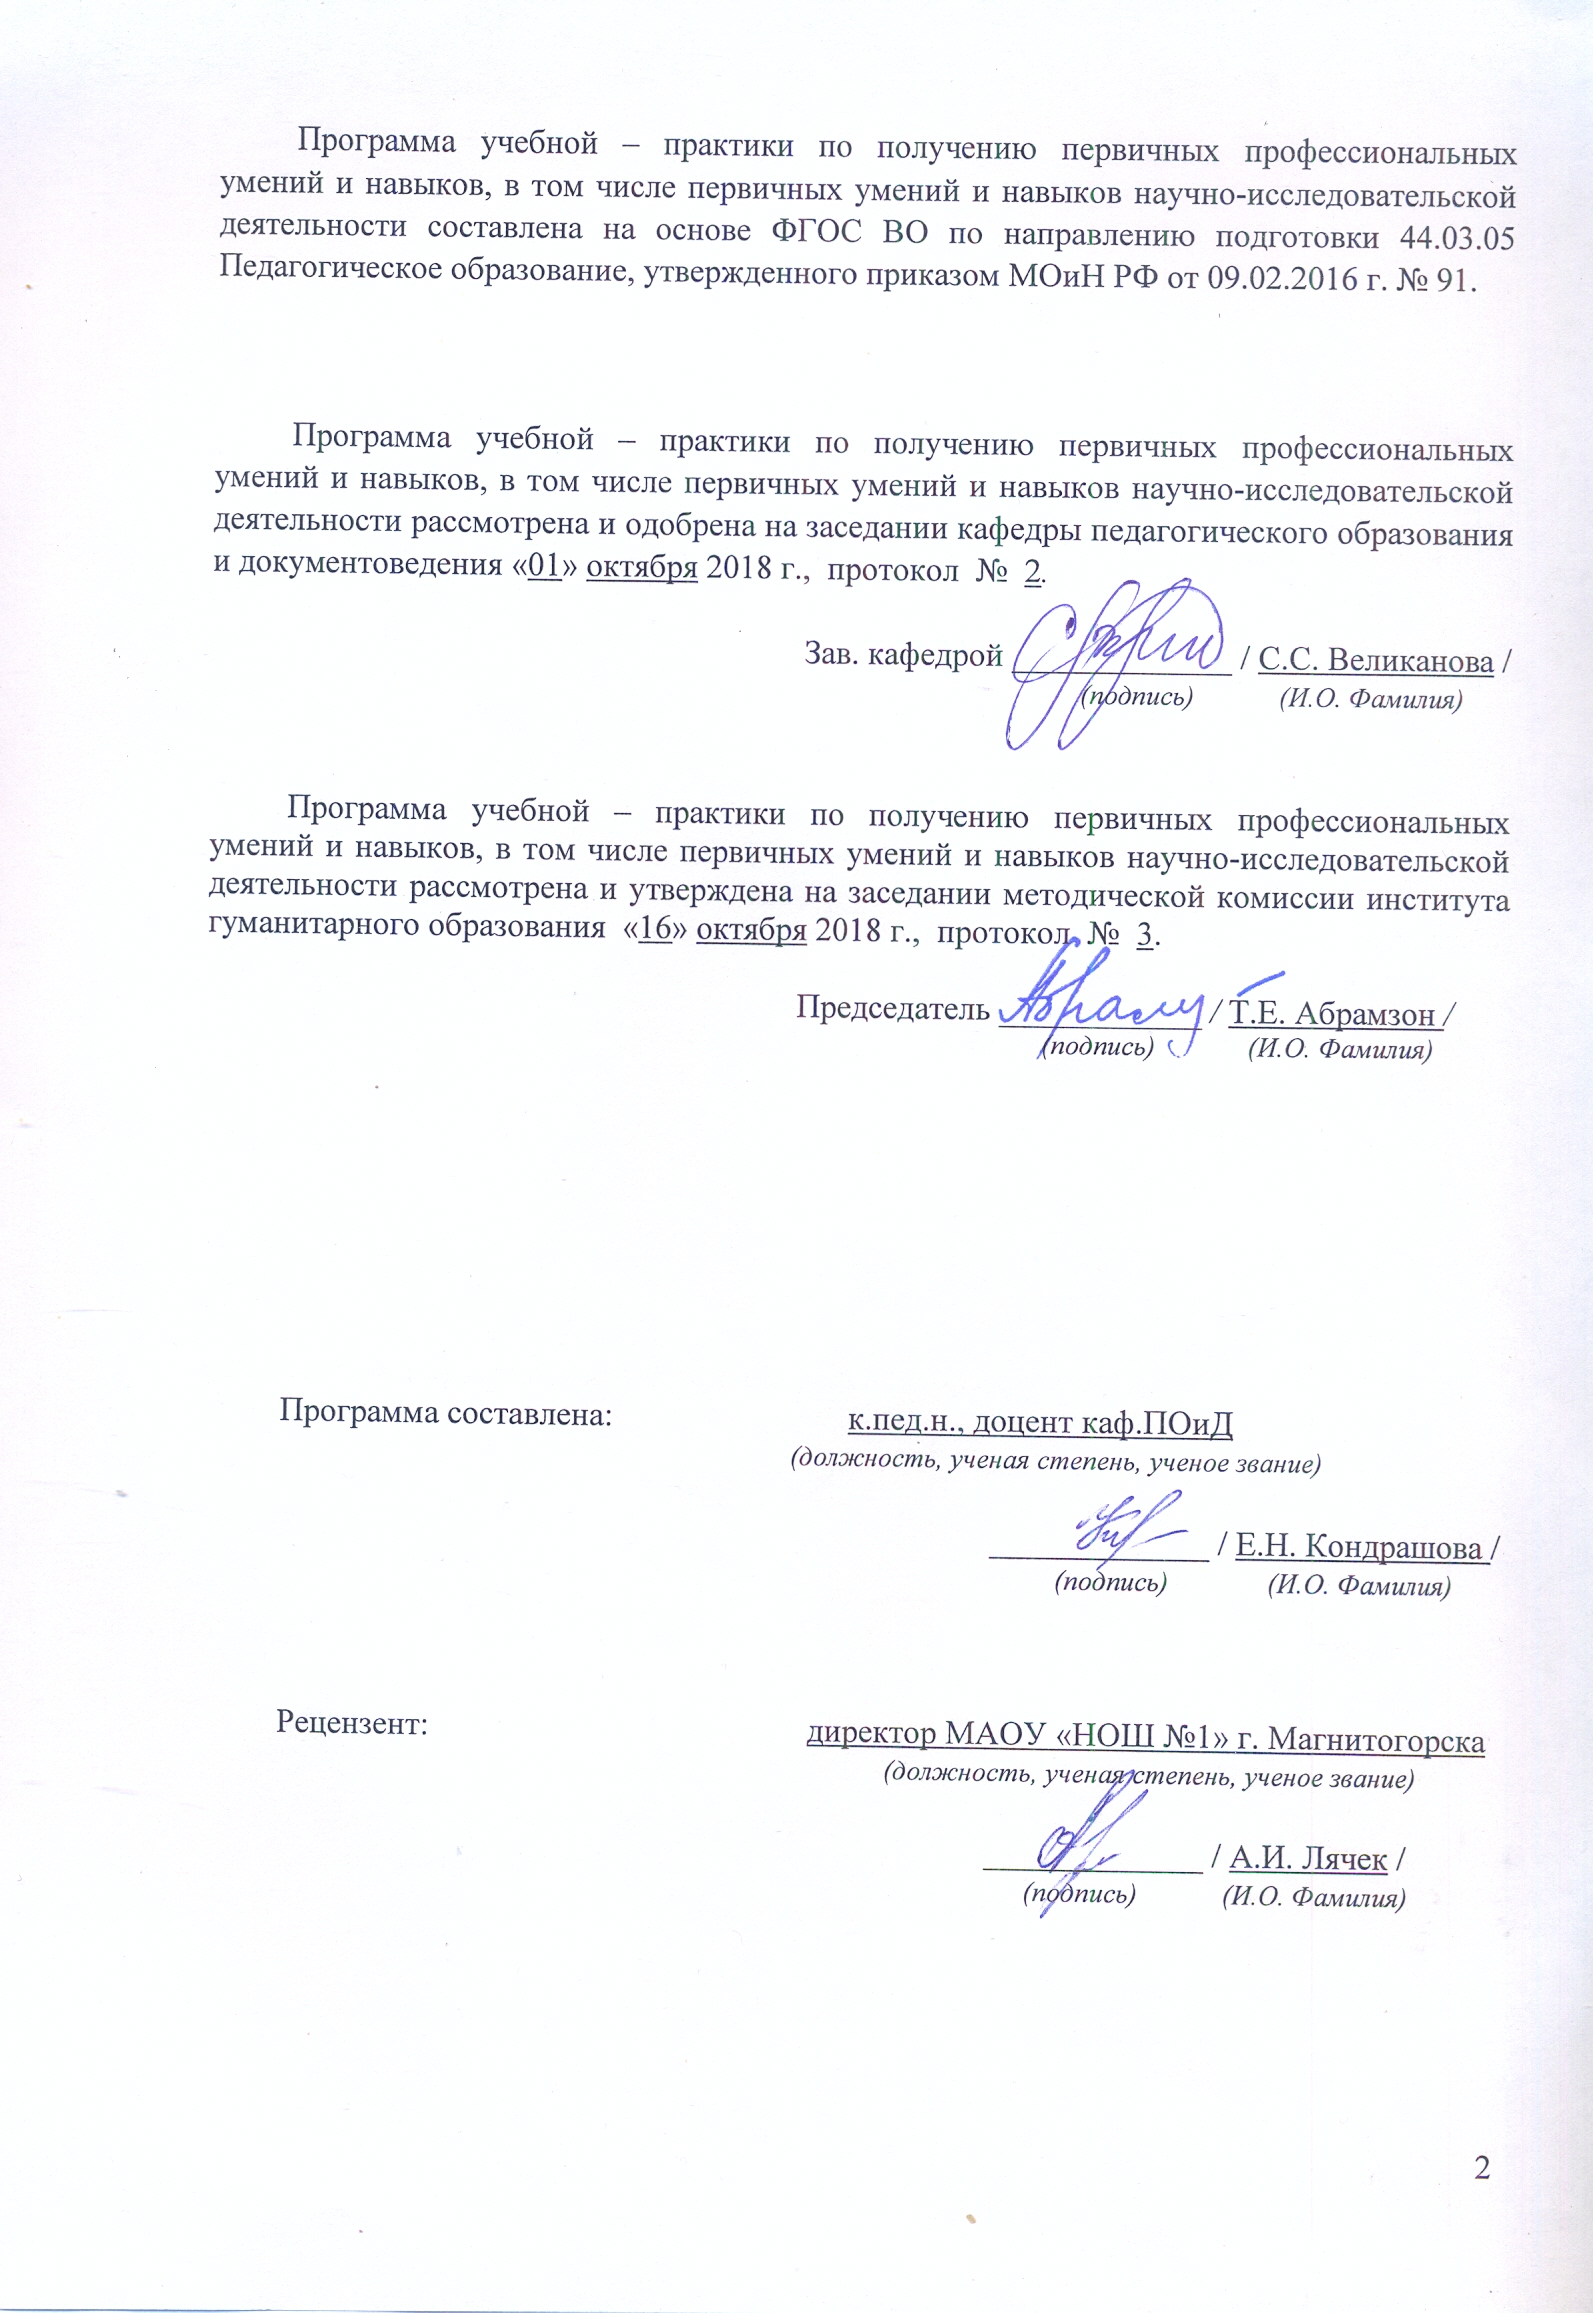 Программа учебной – практики по получению первичных профессиональных
умений и навыков, в том числе первичных умений и навыков научно-исследовательской
деятельности составлена на основе ФГОС ВО по направлению подготовки 44.03.05
Педагогическое образование, утвержденного приказом МОиН РФ от 09.02.2016 г. № 91.
Программа учебной – практики по получению первичных профессиональных
умений и навыков, в том числе первичных умений и навыков научно-исследовательской
деятельности рассмотрена и одобрена на заседании кафедры педагогического образования
и документоведения «01» октября 2018 г., протокол № 2.
Зав. кафедрой ____________ / С.С. Великанова /
(подпись) (И.О. Фамилия)
Программа учебной – практики по получению первичных профессиональных
умений и навыков, в том числе первичных умений и навыков научно-исследовательской
деятельности рассмотрена и утверждена на заседании методической комиссии института
гуманитарного образования «16» октября 2018 г., протокол № 3.
Председатель ____________ / Т.Е. Абрамзон /
(подпись) (И.О. Фамилия)
Программа составлена: к.пед.н., доцент каф.ПОиД
(должность, ученая степень, ученое звание)
____________ / Е.Н. Кондрашова /
(подпись) (И.О. Фамилия)
Рецензент: директор МАОУ «НОШ №1» г. Магнитогорска
(должность, ученая степень, ученое звание)
____________ / А.И. Лячек /
(подпись) (И.О. Фамилия)
2